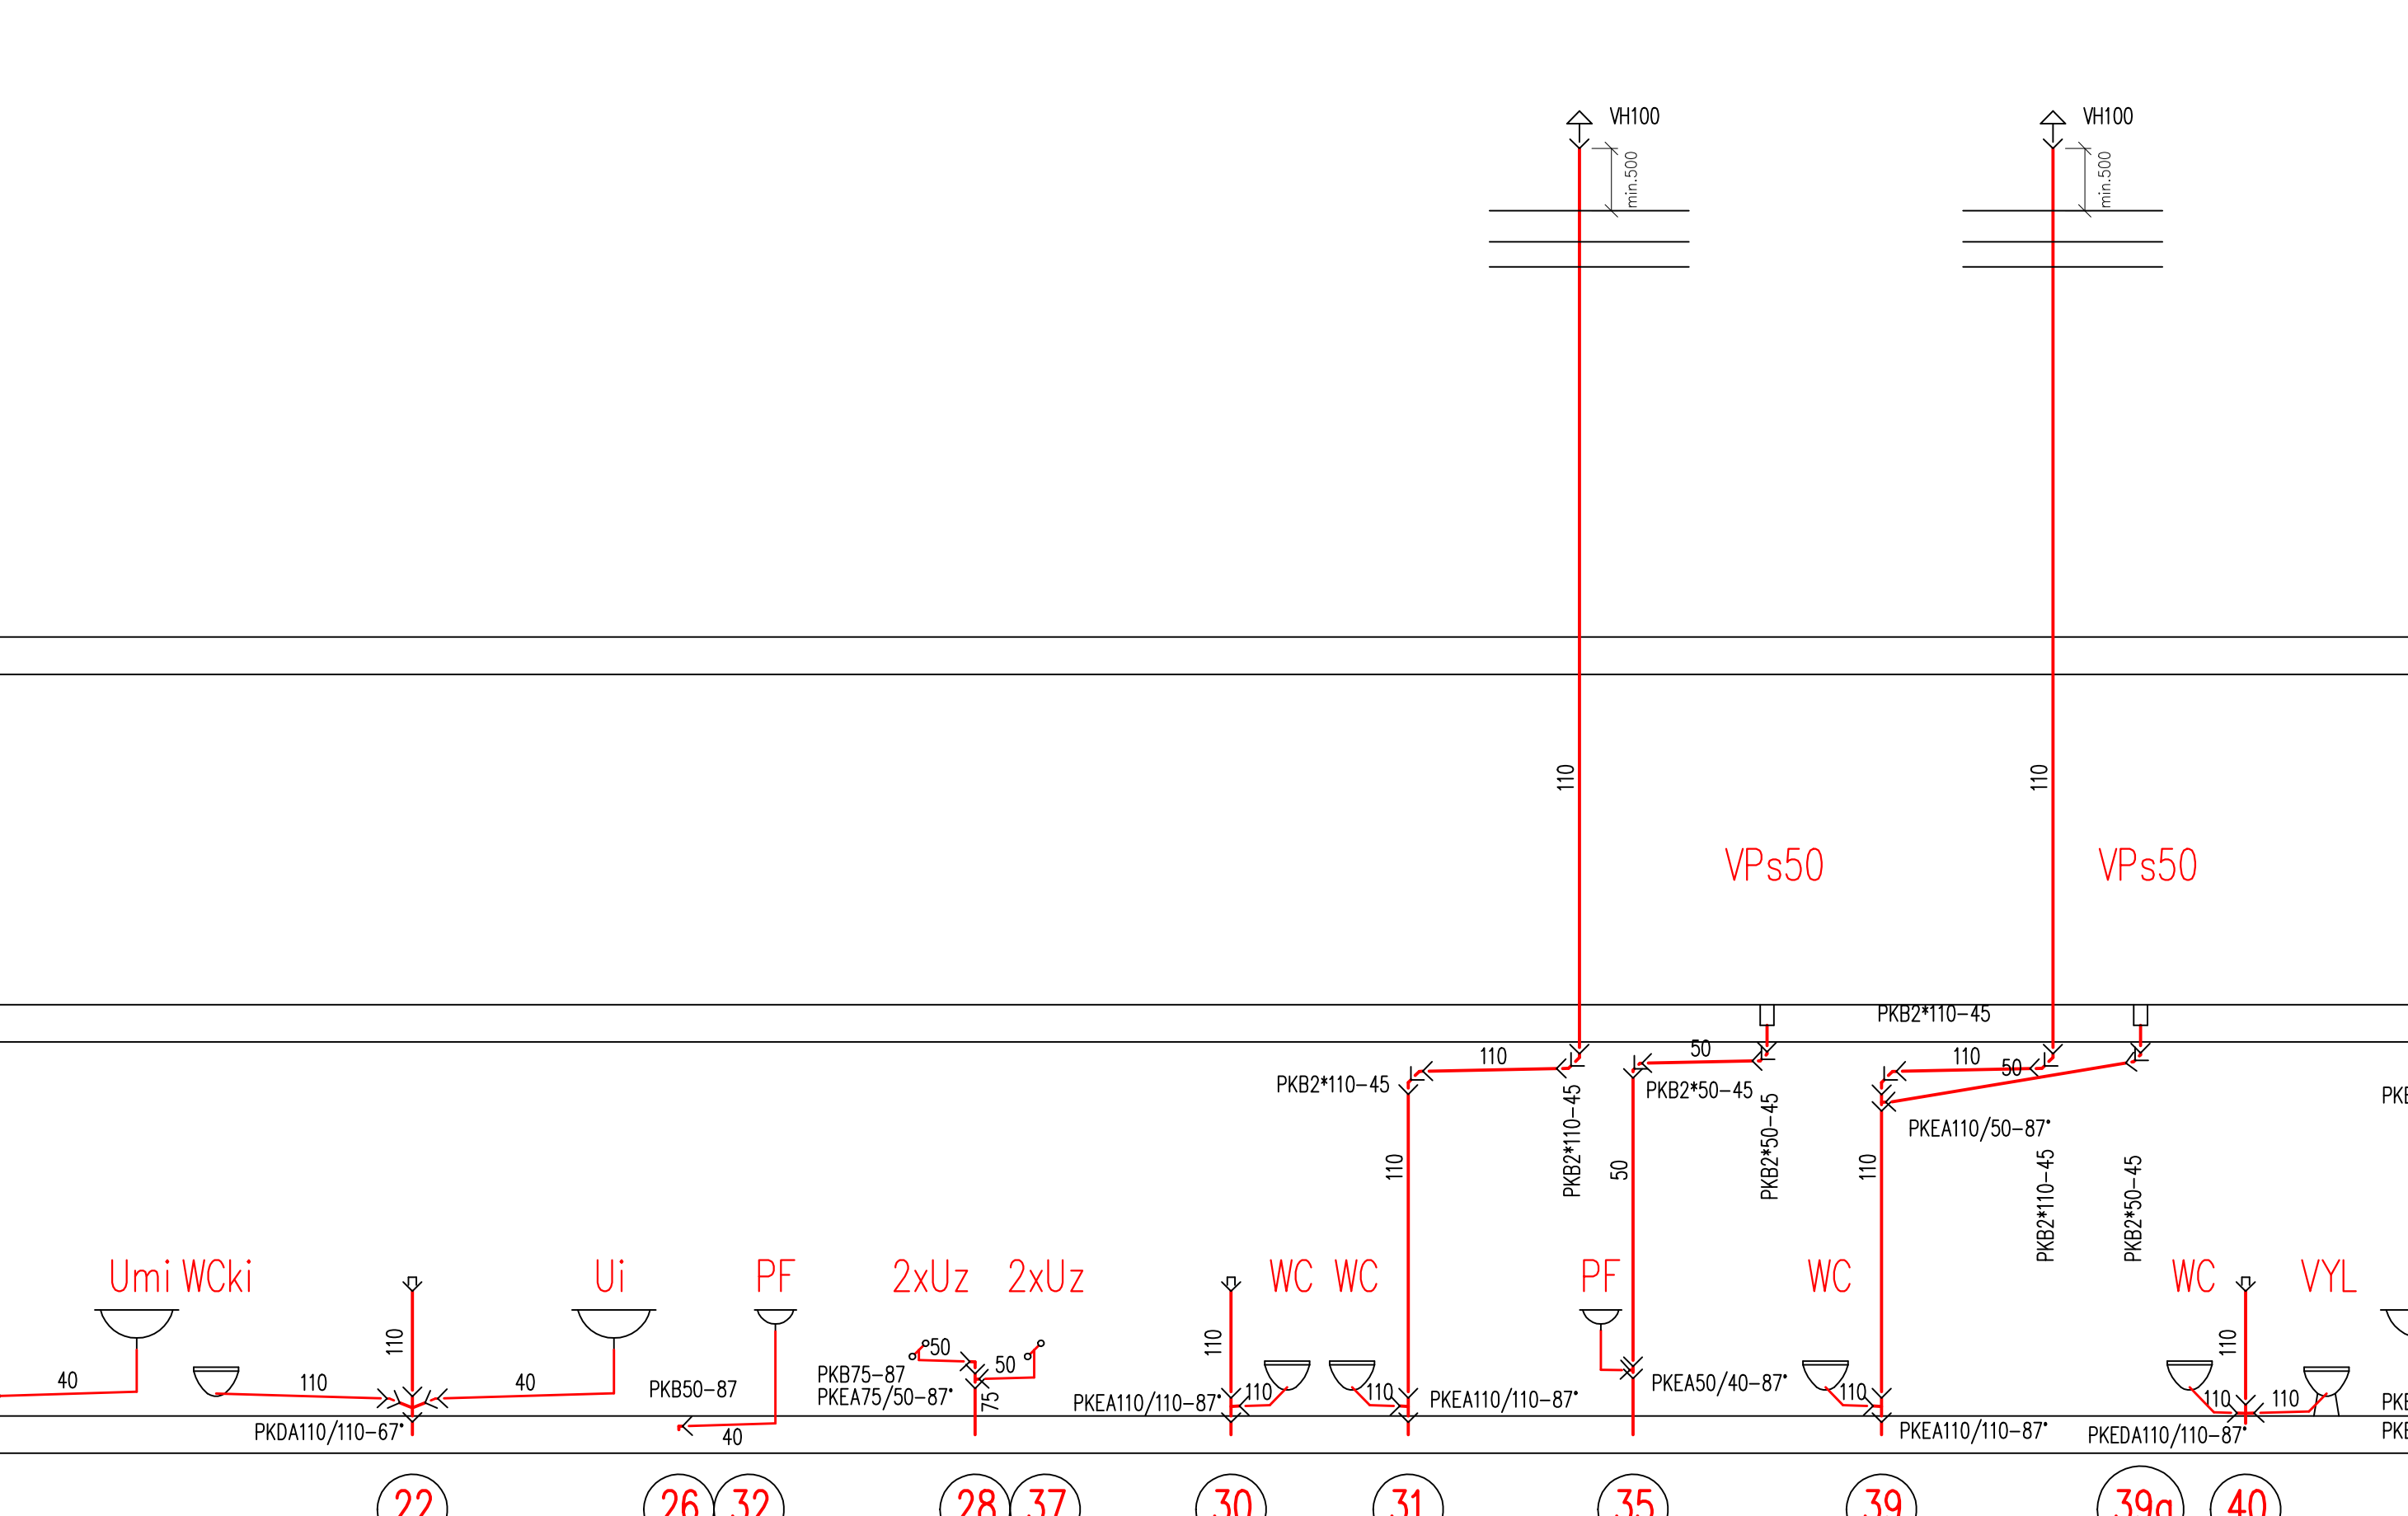 VH100
VH100
min.500
min.500
110
110
VPs50
VPs50
PKB2*110-45
110
50
110
50
PKB2*110-45
PKB2*110-45
PKB2*50-45
PKB2*50-45
PKEA110/50-87°
110
50
110
PKB2*110-45
PKB2*50-45
Umi
WCki
Ui
PF
2xUz
2xUz
WC
WC
PF
WC
WC
VYL
40
110
110
40
PKB50-87
40
PKB75-87
PKEA75/50-87°
50
50
75
PKEA110/110-87°
110
110
110
PKEA110/110-87°
PKEA50/40-87°
110
110
110
110
PKDA110/110-67°
PKEA110/110-87°
PKEDA110/110-87°
22
26
32
28
37
30
31
35
39
39a
40